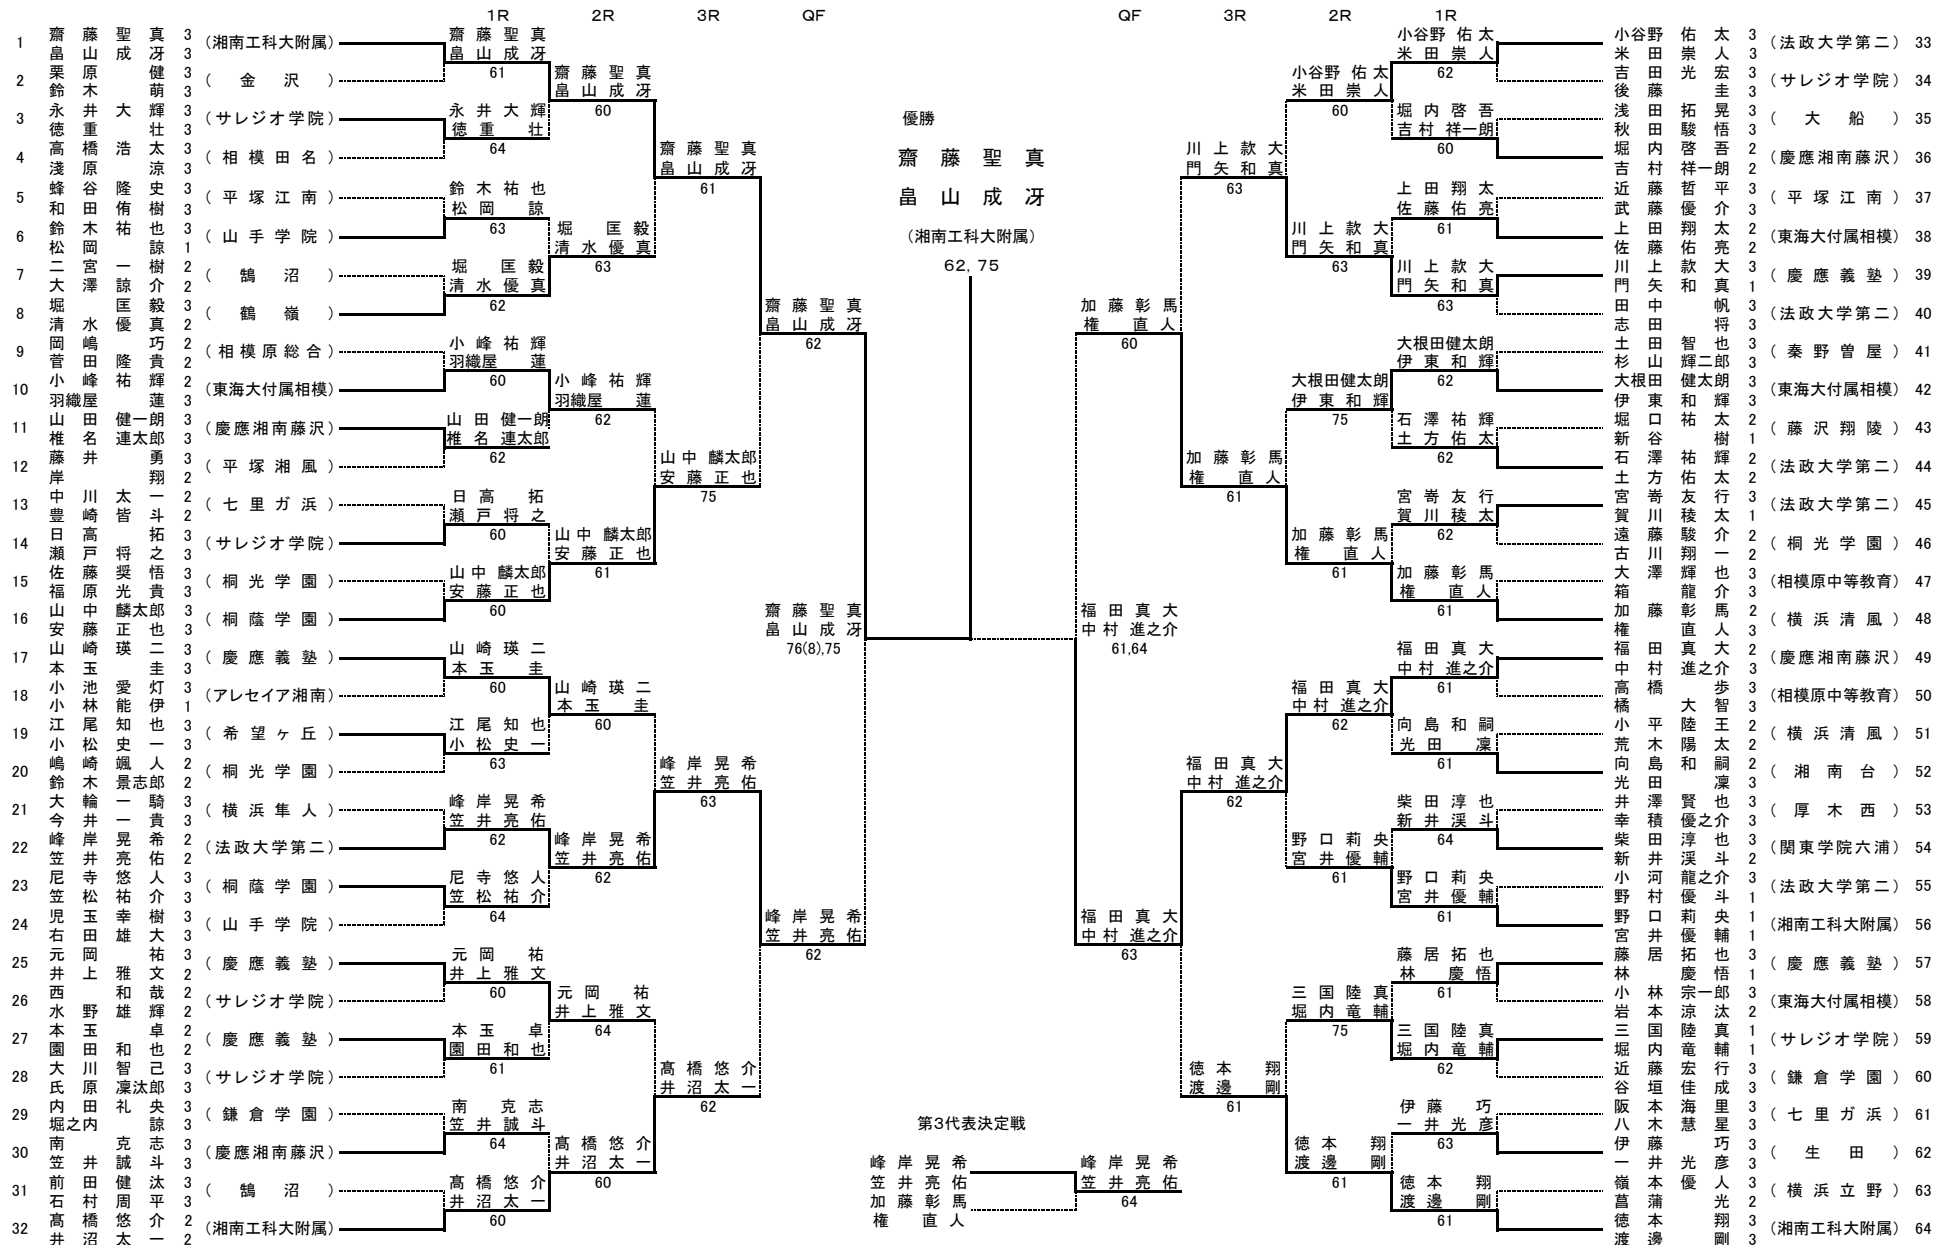 1R 2R 3R QF QF 3R 2R 1R
1 齋藤聖真 3 (湘南工科大附属)
畠山成冴 3
2 栗原健 3 (金沢)
鈴木萌 3
3 永井大輝 3 (サレジオ学院)
徳重壮 3
4 高橋浩太 3 (相模田名)
淺原涼 3
5 蜂谷隆史 3 (平塚江南)
和田侑樹 3
6 鈴木祐也 3 (山手学院)
松岡諒 1
7 二宮一樹 2 (鵠沼)
大澤諒介 2
8 堀匡毅 3 (鶴嶺)
清水優真 2
9 岡嶋巧 2 (相模原総合)
菅田隆貴 2
10 小峰祐輝 2 (東海大付属相模)
羽織屋蓮 3
11 山田健一朗 3 (慶應湘南藤沢)
椎名連太郎 3
12 藤井勇 3 (平塚湘風)
岸翔 2
13 中川太一 2 (七里ガ浜)
豊崎皆斗 2
14 日高拓 3 (サレジオ学院)
瀬戸将之 3
15 佐藤奨悟 3 (桐光学園)
福原光貴 3
16 山中麟太郎 3 (桐蔭学園)
安藤正也 3
17 山崎瑛二 3 (慶應義塾)
本玉圭 3
18 小池愛灯 3 (アレセイア湘南)
小林能伊 1
19 江尾知也 3 (希望ヶ丘)
小松史一 3
20 嶋崎颯人 2 (桐光学園)
鈴木景志郎 2
21 大輪一騎 3 (横浜隼人)
今井一貴 3
22 峰岸晃希 2 (法政大学第二)
笠井亮佑 2
23 尼寺悠人 3 (桐蔭学園)
笠松祐介 3
24 児玉幸樹 3 (山手学院)
右田雄大 3
25 元岡祐 3 (慶應義塾)
井上雅文 2
26 西和哉 2 (サレジオ学院)
水野雄輝 2
27 本玉卓 2 (慶應義塾)
園田和也 2
28 大川智己 3 (サレジオ学院)
氏原凜汰郎 3
29 内田礼央 3 (鎌倉学園)
堀之内諒 3
30 南克志 3 (慶應湘南藤沢)
笠井誠斗 3
31 前田健汰 3 (鵠沼)
石村周平 3
32 髙橋悠介 2 (湘南工科大附属)
井沼太一 2
齋藤聖真
畠山成冴
61
永井大輝
徳重壮
64
鈴木祐也
松岡諒
63
堀匡毅
清水優真
62
小峰祐輝
羽織屋蓮
60
山田健一朗
椎名連太郎
62
日高拓
瀬戸将之
60
山中麟太郎
安藤正也
60
山崎瑛二
本玉圭
60
江尾知也
小松史一
63
峰岸晃希
笠井亮佑
62
尼寺悠人
笠松祐介
64
元岡祐
井上雅文
60
本玉卓
園田和也
61
南克志
笠井誠斗
64
髙橋悠介
井沼太一
60
齋藤聖真
畠山成冴
60
堀匡毅
清水優真
63
小峰祐輝
羽織屋蓮
62
山中麟太郎
安藤正也
61
山崎瑛二
本玉圭
60
峰岸晃希
笠井亮佑
62
元岡祐
井上雅文
64
髙橋悠介
井沼太一
60
齋藤聖真
畠山成冴
61
山中麟太郎
安藤正也
75
峰岸晃希
笠井亮佑
63
髙橋悠介
井沼太一
62
齋藤聖真
畠山成冴
62
峰岸晃希
笠井亮佑
62
齋藤聖真
畠山成冴
76(8),75
優勝
齋藤聖真
畠山成冴
(湘南工科大附属)
62, 75
第3代表決定戦
峰岸晃希
笠井亮佑
加藤彰馬
権直人
峰岸晃希
笠井亮佑
64
福田真大
中村進之介
61,64
加藤彰馬
権直人
60
福田真大
中村進之介
63
川上款大
門矢和真
63
加藤彰馬
権直人
61
福田真大
中村進之介
62
徳本翔
渡邊剛
61
小谷野佑太
米田崇人
60
川上款大
門矢和真
63
大根田健太朗
伊東和輝
75
加藤彰馬
権直人
61
福田真大
中村進之介
62
野口莉央
宮井優輔
61
三国陸真
堀内竜輔
75
徳本翔
渡邊剛
61
小谷野佑太
米田崇人
62
堀内啓吾
吉村祥一朗
60
上田翔太
佐藤佑亮
61
川上款大
門矢和真
63
大根田健太朗
伊東和輝
62
石澤祐輝
土方佑太
62
宮嵜友行
賀川稜太
62
加藤彰馬
権直人
61
福田真大
中村進之介
61
向島和嗣
光田凜
61
柴田淳也
新井渓斗
64
野口莉央
宮井優輔
61
藤居拓也
林慶悟
61
三国陸真
堀内竜輔
62
伊藤巧
一井光彦
63
徳本翔
渡邊剛
61
小谷野佑太 3 (法政大学第二) 33
米田崇人 3
吉田光宏 3 (サレジオ学院) 34
後藤圭 3
浅田拓晃 3 (大船) 35
秋田駿悟 3
堀内啓吾 2 (慶應湘南藤沢) 36
吉村祥一朗 2
近藤哲平 3 (平塚江南) 37
武藤優介 3
上田翔太 2 (東海大付属相模) 38
佐藤佑亮 2
川上款大 3 (慶應義塾) 39
門矢和真 1
田中帆 3 (法政大学第二) 40
志田将 3
土田智也 3 (秦野曽屋) 41
杉山輝二郎 3
大根田健太朗 3 (東海大付属相模) 42
伊東和輝 3
堀口祐太 2 (藤沢翔陵) 43
新谷樹 1
石澤祐輝 2 (法政大学第二) 44
土方佑太 2
宮嵜友行 3 (法政大学第二) 45
賀川稜太 1
遠藤駿介 2 (桐光学園) 46
古川翔一 2
大澤輝也 3 (相模原中等教育) 47
箱龍介 3
加藤彰馬 2 (横浜清風) 48
権直人 3
福田真大 2 (慶應湘南藤沢) 49
中村進之介 3
高橋歩 3 (相模原中等教育) 50
橘大智 3
小平陸王 2 (横浜清風) 51
荒木陽太 2
向島和嗣 2 (湘南台) 52
光田凜 3
井澤賢也 3 (厚木西) 53
幸積優之介 3
柴田淳也 3 (関東学院六浦) 54
新井渓斗 2
小河龍之介 3 (法政大学第二) 55
野村優斗 1
野口莉央 1 (湘南工科大附属) 56
宮井優輔 1
藤居拓也 3 (慶應義塾) 57
林慶悟 1
小林宗一郎 3 (東海大付属相模) 58
岩本涼汰 2
三国陸真 1 (サレジオ学院) 59
堀内竜輔 1
近藤宏行 3 (鎌倉学園) 60
谷垣佳成 3
阪本海里 3 (七里ガ浜) 61
八木慧星 3
伊藤巧 3 (生田) 62
一井光彦 3
嶺本優人 3 (横浜立野) 63
菖蒲光 2
徳本翔 3 (湘南工科大附属) 64
渡邊剛 3